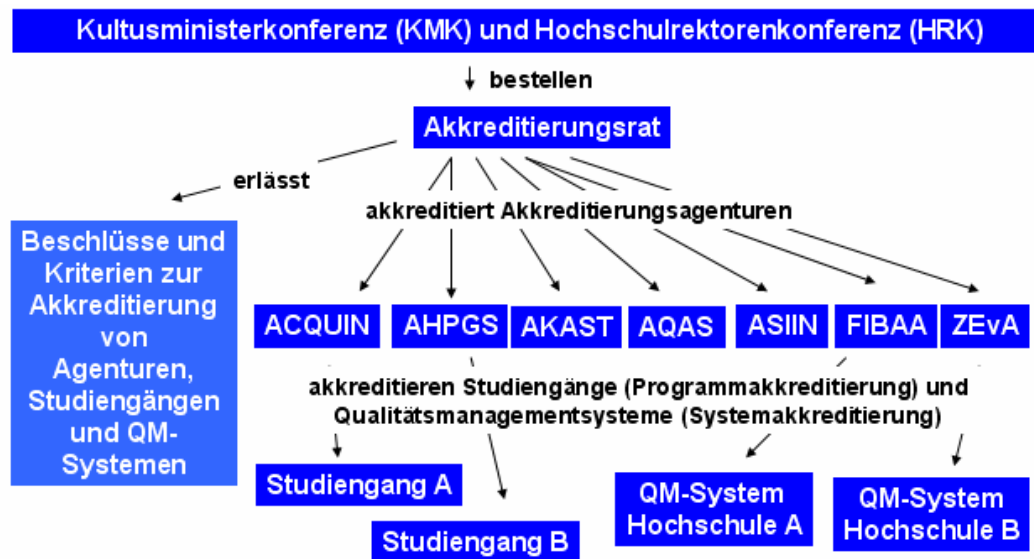 Kultusministerkonferenz (KMK) und Hochschulrektorenkonferenz (HRK)
bestellen
Akkreditierungsrat
erlässt
akkreditiert Akkreditierungsagenturen
Beschlüsse und
Kriterien zur
Akkreditierung
von
Agenturen,
Studiengängen
und QM-
Systemen
ACQUIN
AHPGS
AKAST
AQAS
ASIIN
FIBAA
ZEvA
akkreditieren Studiengänge (Programmakkreditierung) und
Qualitätsmanagementsysteme (Systemakkreditierung)
Studiengang A
Studiengang B
QM-System
Hochschule A
QM-System
Hochschule B